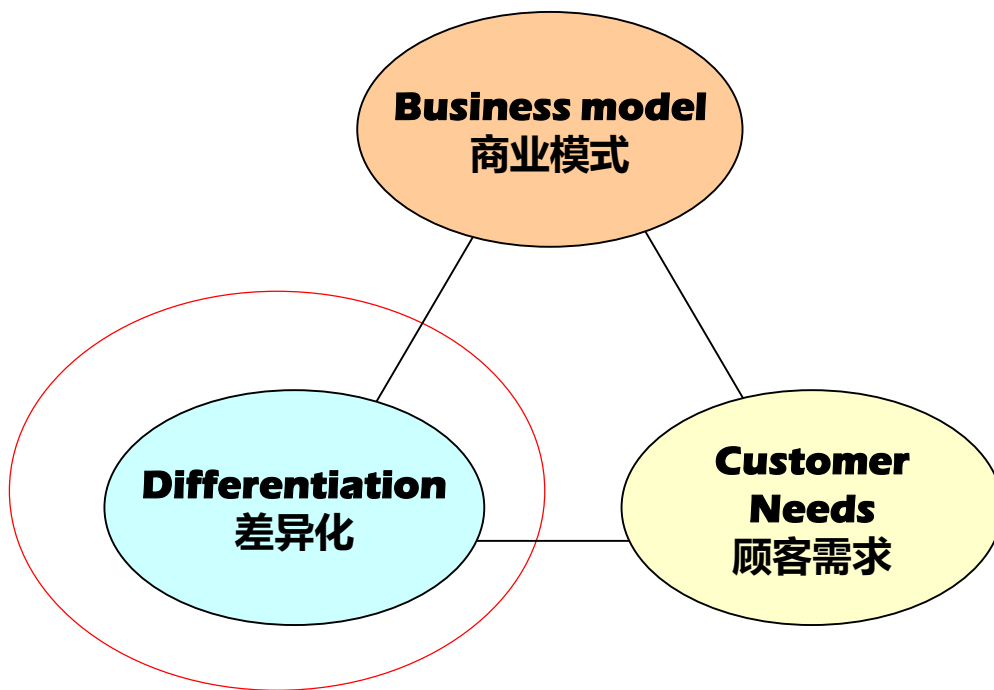 Business model
商业模式
Differentiation
差异化
Customer
Needs
顾客需求